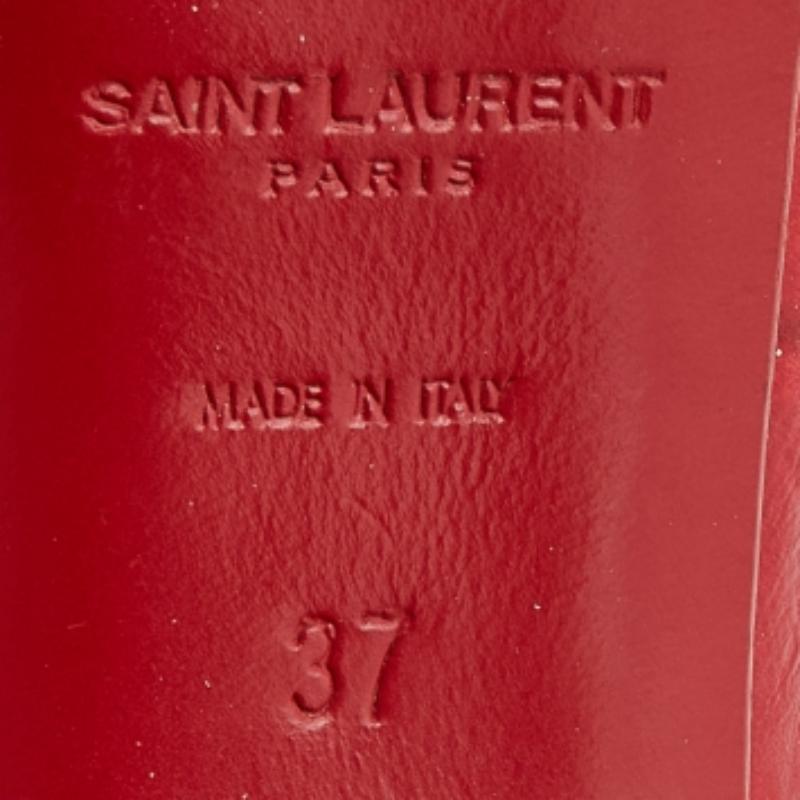 SAINT LAURENT
PARIS
MADE IN ITALY
37